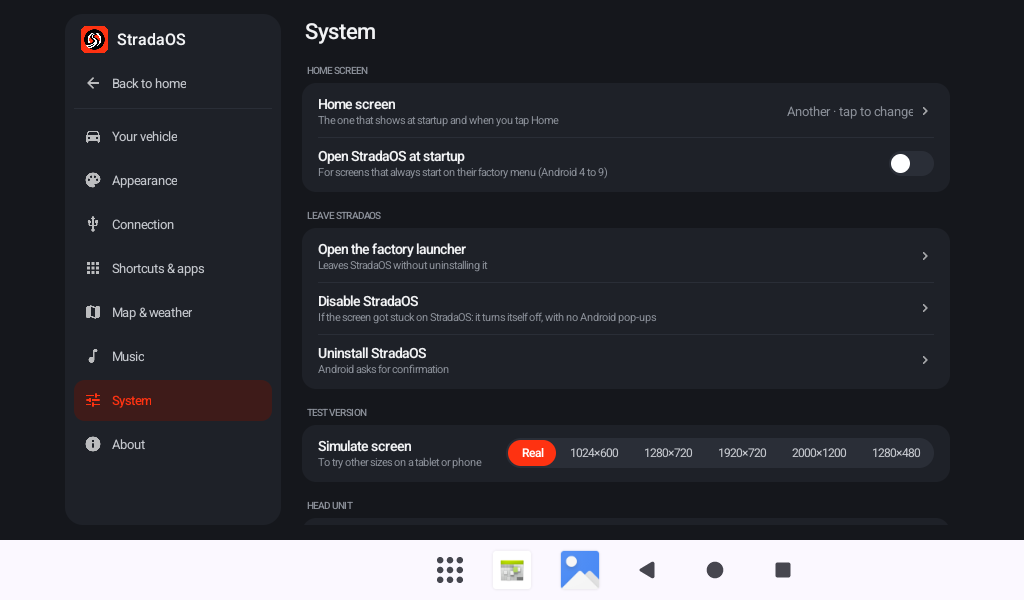 StradaOS
Back to home
Your vehicle
Appearance
Connection
Shortcuts & apps
Map & weather
Music
System
About
System
HOME SCREEN
Home screen
The one that shows at startup and when you tap Home
Another · tap to change
Open StradaOS at startup
For screens that always start on their factory menu (Android 4 to 9)
LEAVE STRADAOS
Open the factory launcher
Leaves StradaOS without uninstalling it
Disable StradaOS
If the screen got stuck on StradaOS: it turns itself off, with no Android pop-ups
Uninstall StradaOS
Android asks for confirmation
TEST VERSION
Simulate screen
To try other sizes on a tablet or phone
Real 1024×600 1280×720 1920×720 2000×1200 1280×480
HEAD UNIT